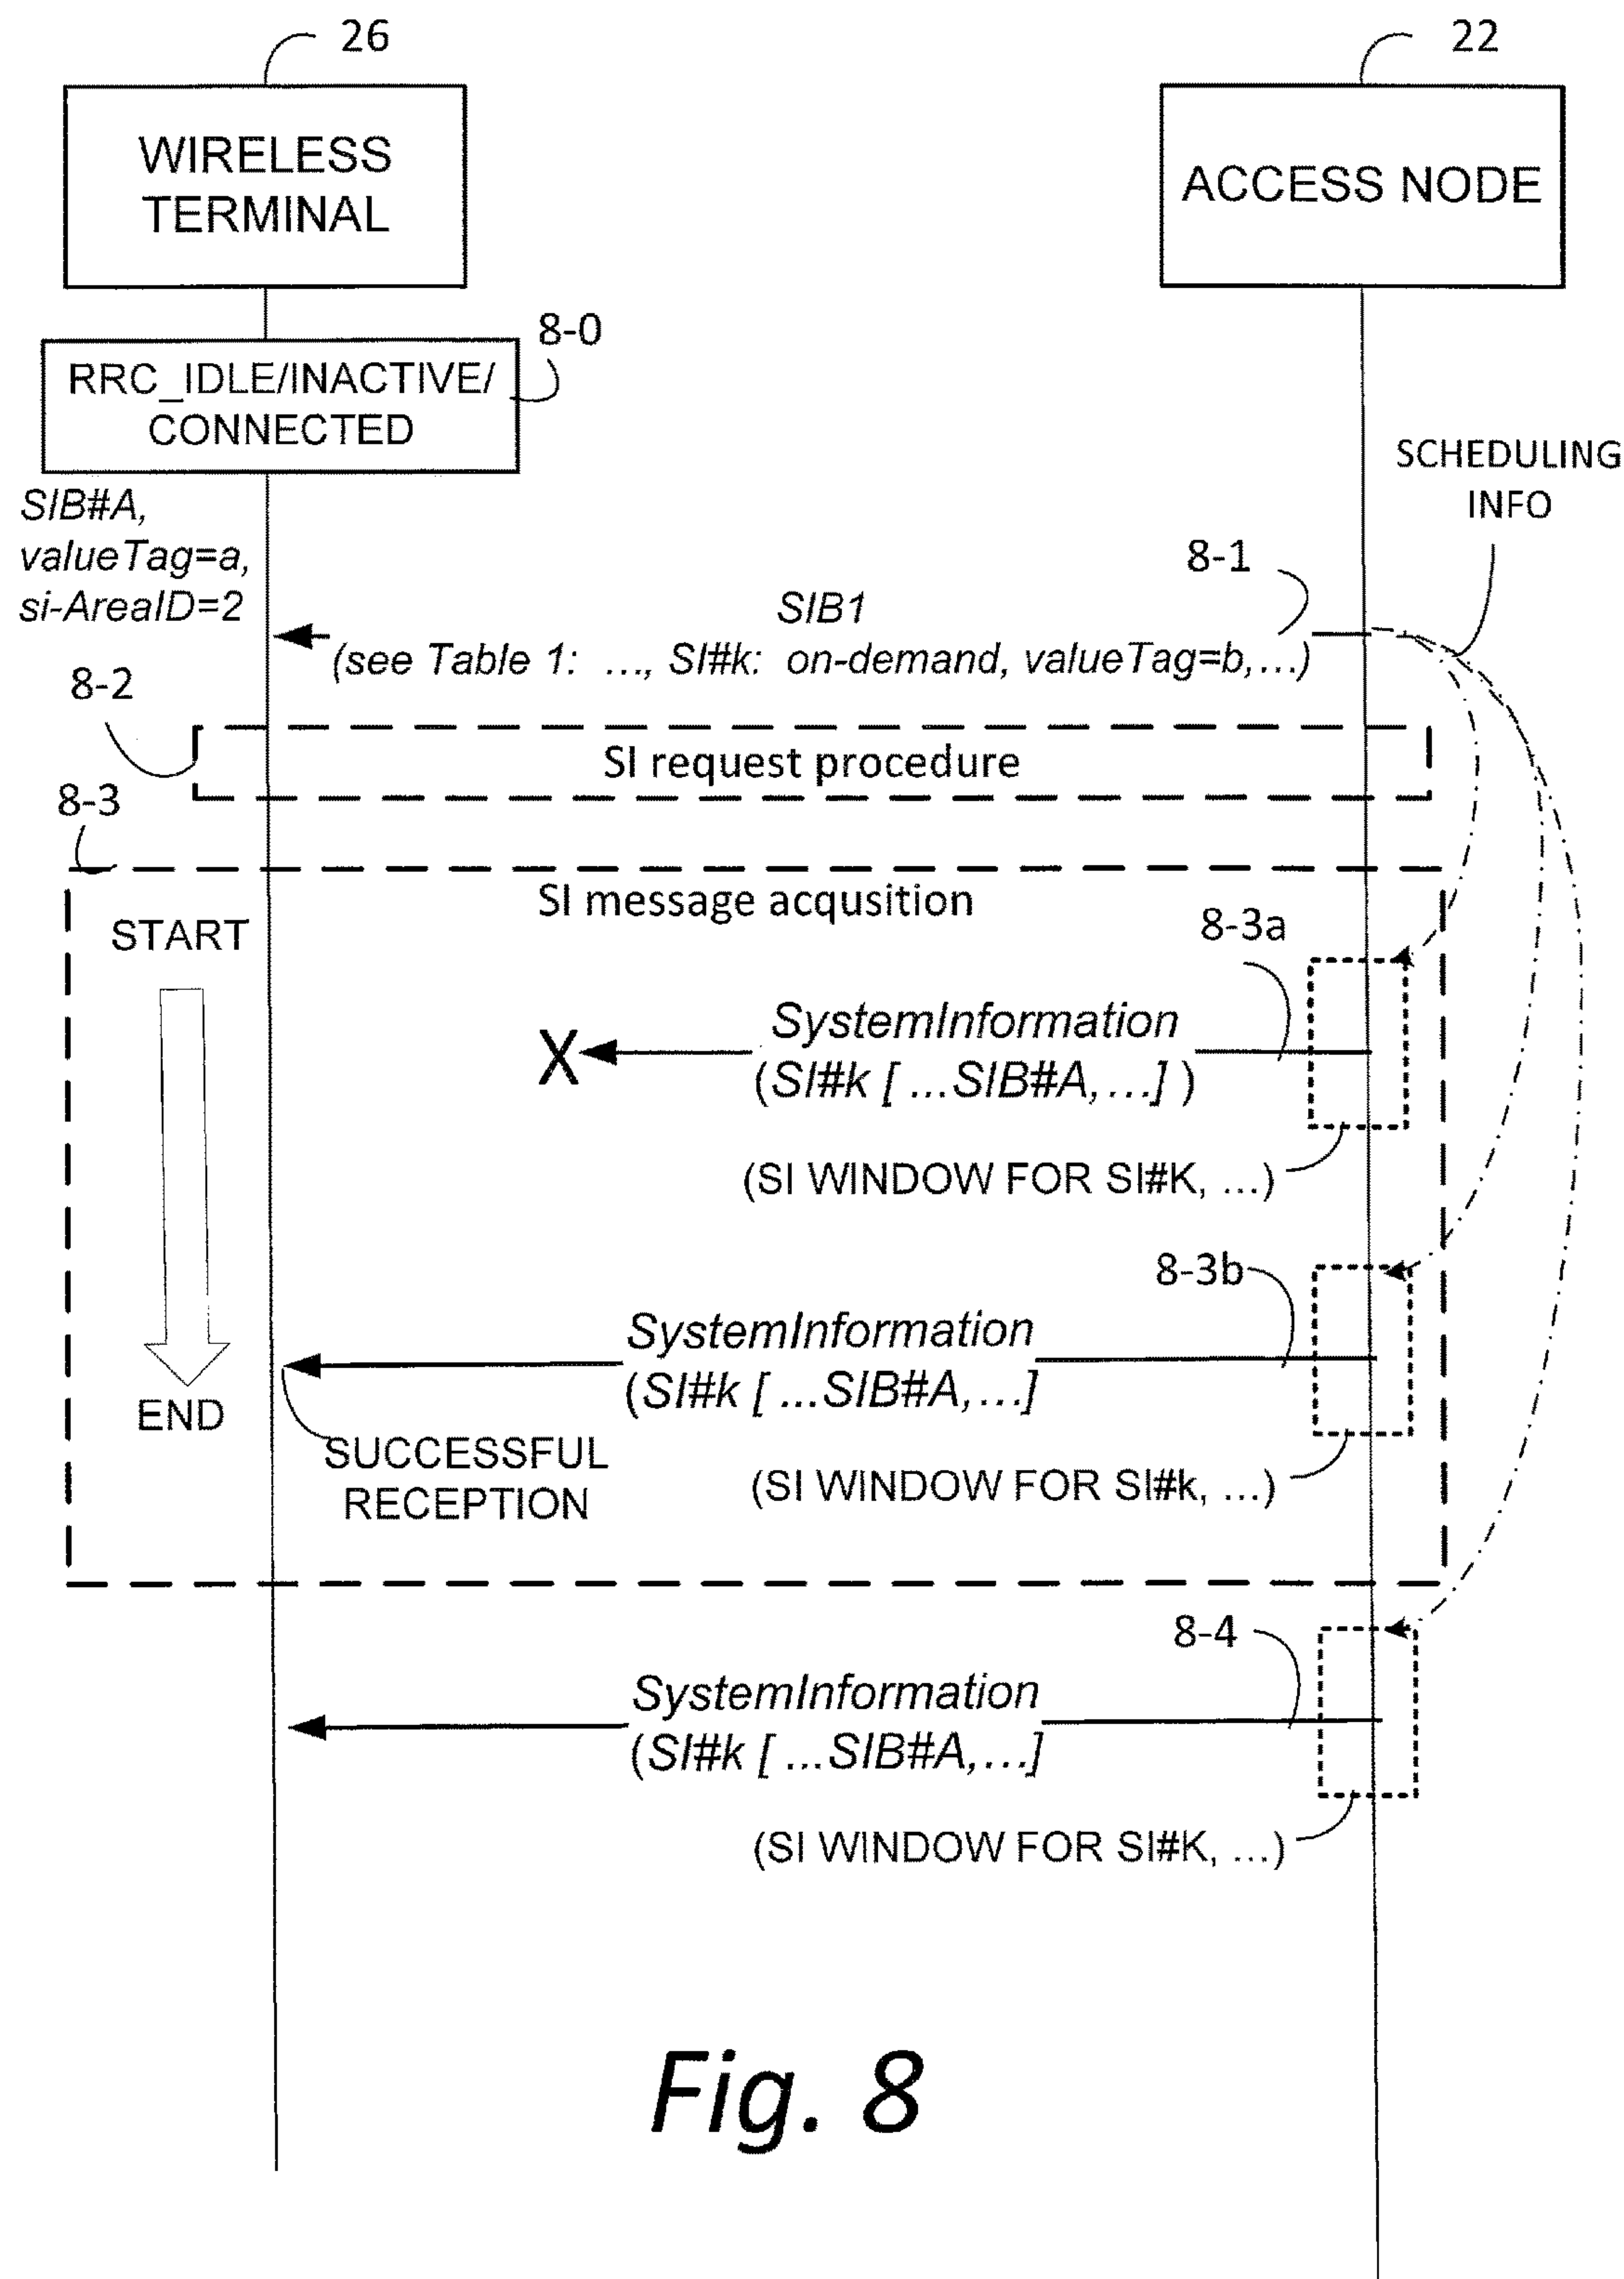 26
22
WIRELESS
TERMINAL
ACCESS NODE
8-0
RRC_IDLE/INACTIVE/
CONNECTED
SCHEDULING
INFO
SIB#A,
valueTag=a,
si-AreaID=2
8-1
SIB1
(see Table 1: ..., SI#k: on-demand, valueTag=b,...)
8-2
SI request procedure
8-3
SI message acqusition
START
8-3a
SystemInformation
X
(SI#k [ ...SIB#A,...] )
(SI WINDOW FOR SI#K, ...)
8-3b
SystemInformation
(SI#k [ ...SIB#A,...]
END
SUCCESSFUL
RECEPTION
(SI WINDOW FOR SI#k, ...)
8-4
SystemInformation
(SI#k [ ...SIB#A,...]
(SI WINDOW FOR SI#K, ...)
Fig. 8